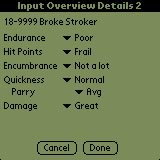 Input Overview Details 2
18-9999 Broke Stroker
Endurance Poor
Hit Points Frail
Encumbrance Not a lot
Quickness Normal
Parry Avg
Damage Great
Cancel Done